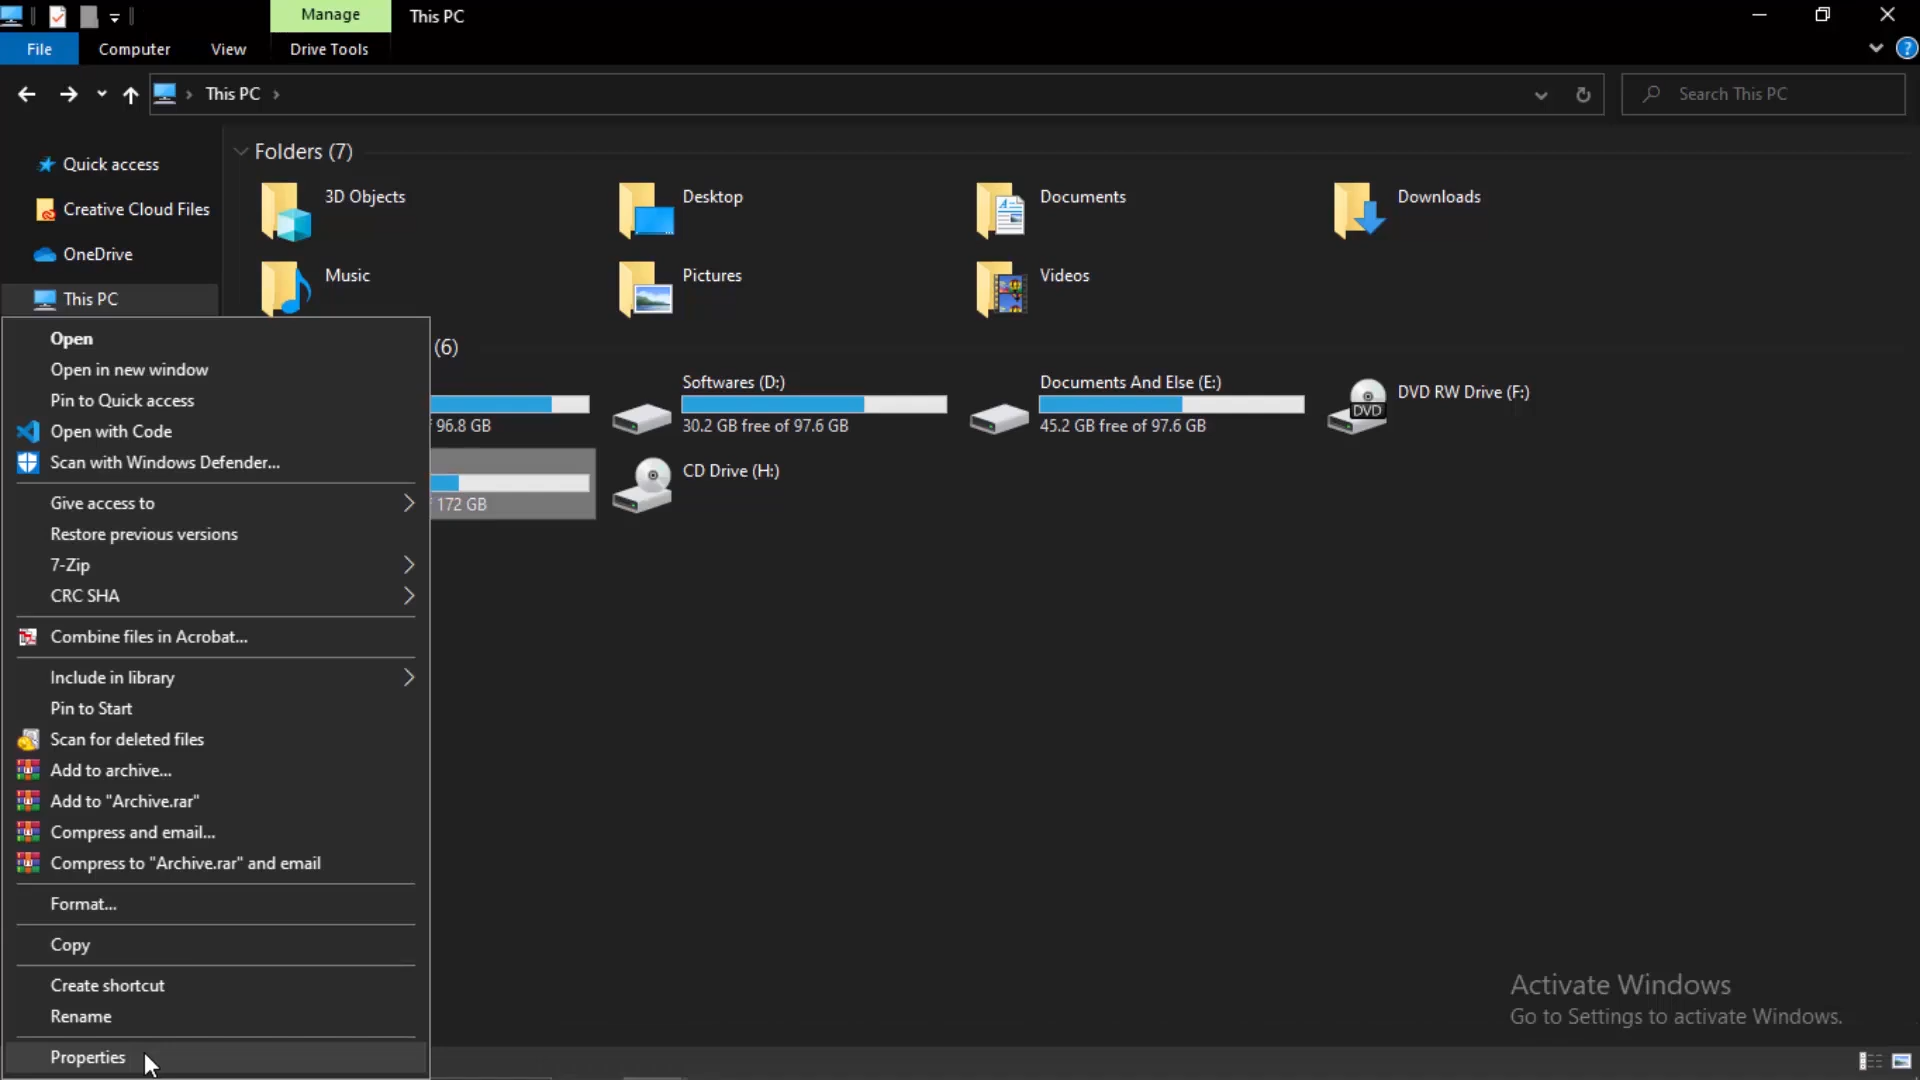 Manage
This PC
File
Computer
View
Drive Tools
This PC
Search This PC
Quick access
Creative Cloud Files
OneDrive
This PC
Folders (7)
3D Objects
Desktop
Documents
Downloads
Music
Pictures
Videos
(6)
96.8 GB
Softwares (D:)
30.2 GB free of 97.6 GB
Documents And Else (E:)
45.2 GB free of 97.6 GB
DVD RW Drive (F:)
DVD
172 GB
CD Drive (H:)
Open
Open in new window
Pin to Quick access
Open with Code
Scan with Windows Defender...
Give access to
Restore previous versions
7-Zip
CRC SHA
Combine files in Acrobat...
Include in library
Pin to Start
Scan for deleted files
Add to archive...
Add to "Archive.rar"
Compress and email...
Compress to "Archive.rar" and email
Format...
Copy
Create shortcut
Rename
Properties
Activate Windows
Go to Settings to activate Windows.